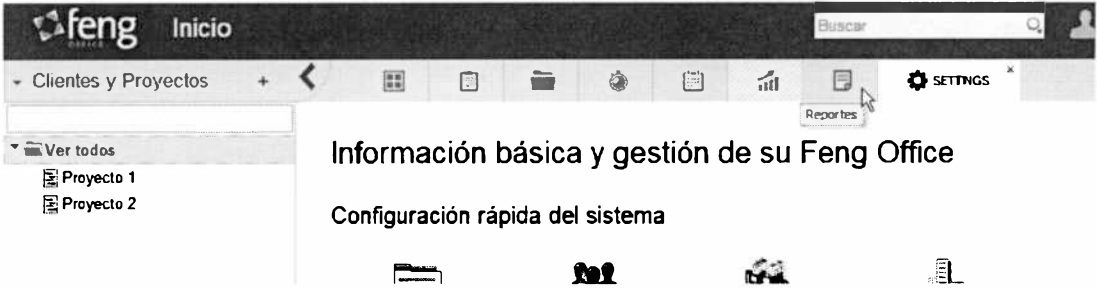 feng Inicio Buscar
OFFICE
Clientes y Proyectos + SETTINGS ×
Reportes
Ver todos
Información básica y gestión de su Feng Office
Proyecto 1
Proyecto 2
Configuración rápida del sistema